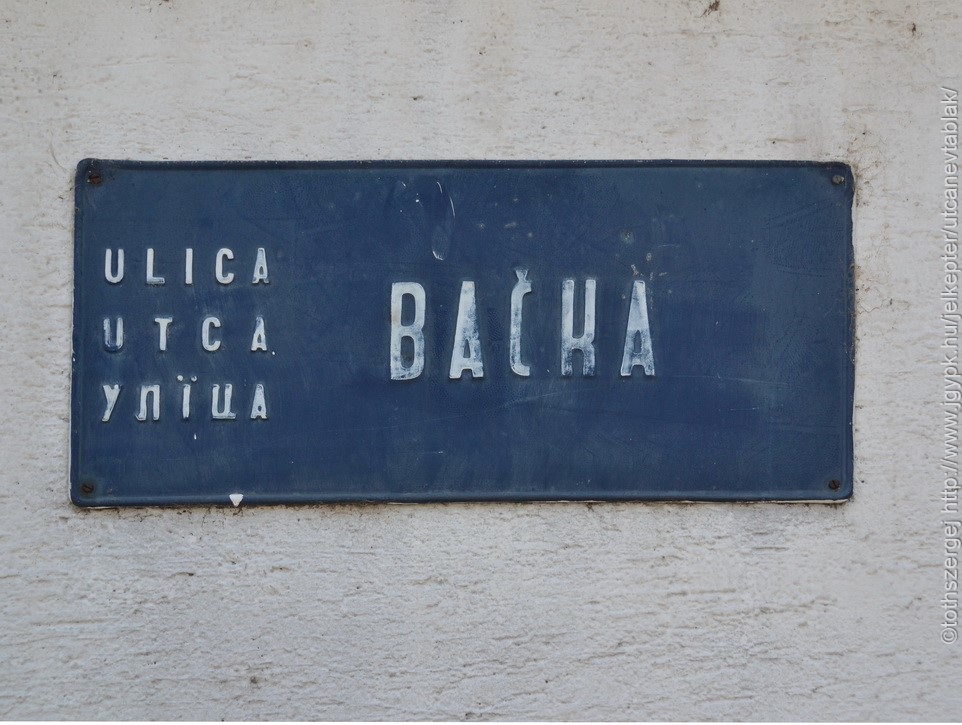 ULICA
UTCA
УЛЇЦА
BAČKA
©tothszergej http://www.jgypk.hu/jelkepter/utcanevtablak/